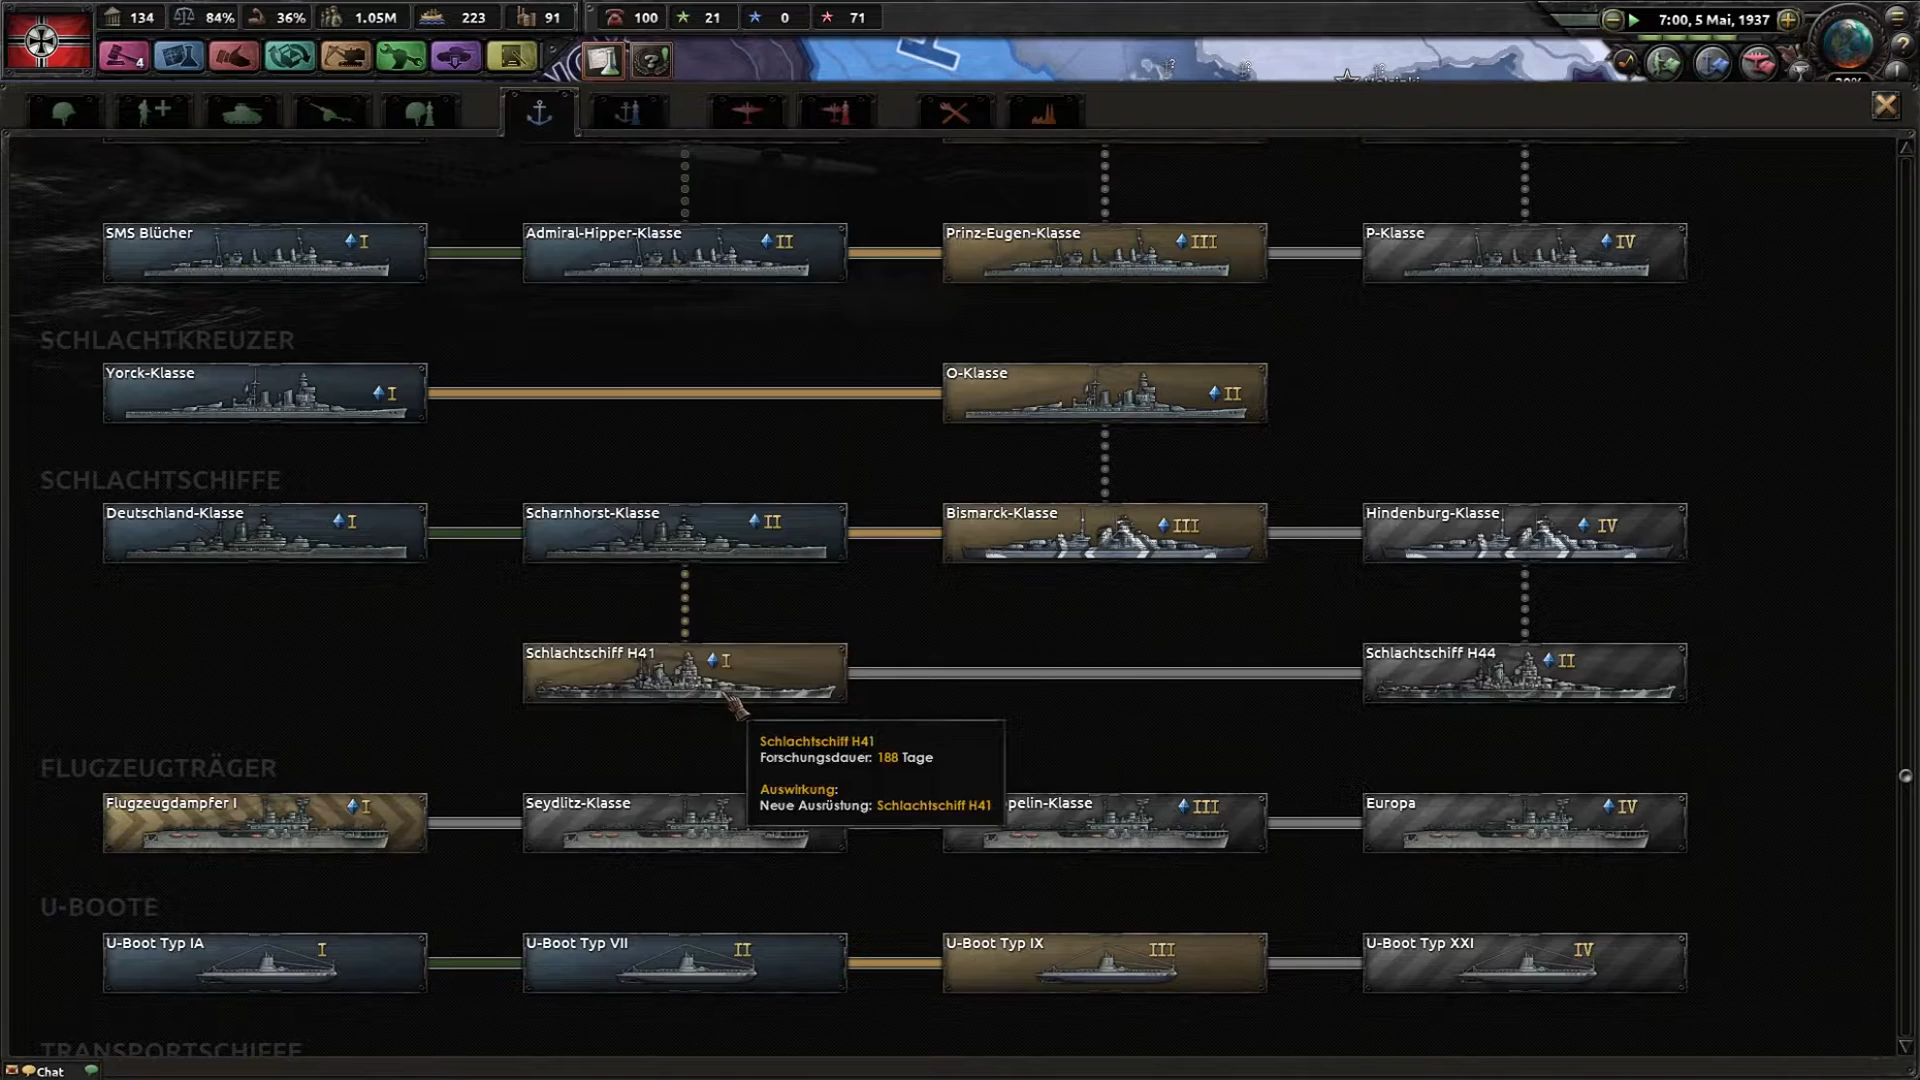 134 84% 36% 1.05M 223 91 100 21 0 71 7:00, 5 Mai, 1937
4
SMS Blücher I
Admiral-Hipper-Klasse II
Prinz-Eugen-Klasse III
P-Klasse IV
SCHLACHTKREUZER
Yorck-Klasse I
O-Klasse II
SCHLACHTSCHIFFE
Deutschland-Klasse I
Scharnhorst-Klasse II
Bismarck-Klasse III
Hindenburg-Klasse IV
Schlachtschiff H41 I
Schlachtschiff H44 II
Schlachtschiff H41
Forschungsdauer: 188 Tage
Auswirkung:
Neue Ausrüstung: Schlachtschiff H41
FLUGZEUGTRÄGER
Flugzeugdampfer I I
Seydlitz-Klasse
pelin-Klasse III
Europa IV
U-BOOTE
U-Boot Typ IA I
U-Boot Typ VII II
U-Boot Typ IX III
U-Boot Typ XXI IV
TRANSPORTSCHIFFE
Chat